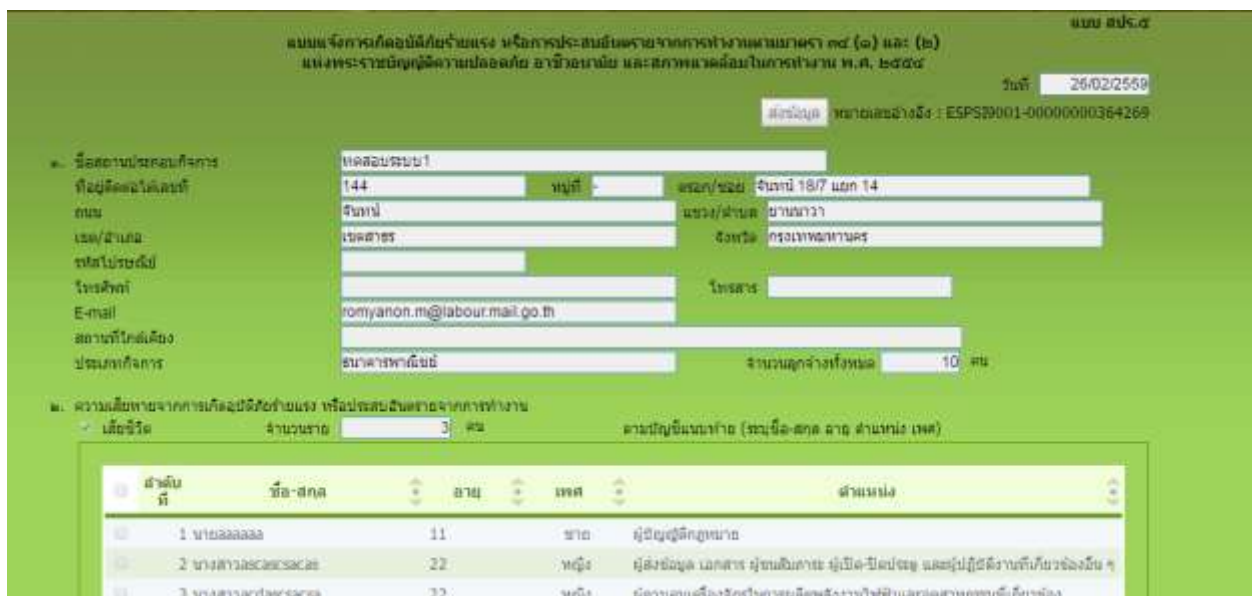 แบบ สปร.๕
แบบแจ้งการเกิดอุบัติภัยร้ายแรง หรือการประสบอันตรายจากการทำงานตามมาตรา ๓๔ (๑) และ (๒)
แห่งพระราชบัญญัติความปลอดภัย อาชีวอนามัย และสภาพแวดล้อมในการทำงาน พ.ศ. ๒๕๕๔
วันที่ 26/02/2559
ส่งข้อมูล หมายเลขอ้างอิง : ESPSI9001-00000000364269
๑. ชื่อสถานประกอบกิจการ ทดสอบระบบ1
ที่อยู่ติดต่อได้เลขที่ 144 หมู่ที่ - ตรอก/ซอย จันทน์ 18/7 แยก 14
ถนน จันทน์ แขวง/ตำบล ยานนาวา
เขต/อำเภอ เขตสาธร จังหวัด กรุงเทพมหานคร
รหัสไปรษณีย์
โทรศัพท์ โทรสาร
E-mail romyanon.m@labour.mail.go.th
สถานที่ใกล้เคียง
ประเภทกิจการ ธนาคารพาณิชย์ จำนวนลูกจ้างทั้งหมด 10 คน
๒. ความเสียหายจากการเกิดอุบัติภัยร้ายแรง หรือประสบอันตรายจากการทำงาน
เสียชีวิต จำนวนราย 3 คน ตามบัญชีแนบท้าย (ระบุชื่อ-สกุล อายุ ตำแหน่ง เพศ)
ลำดับที่ ชื่อ-สกุล อายุ เพศ ตำแหน่ง
1 นายaaaaaa 11 ชาย ผู้บัญญัติกฎหมาย
2 นางสาวascascsacas 22 หญิง ผู้ส่งข้อมูล เอกสาร ผู้ขนสัมภาระ ผู้เปิด-ปิดประตู และผู้ปฏิบัติงานที่เกี่ยวข้องอื่น ๆ
3 22 หญิง